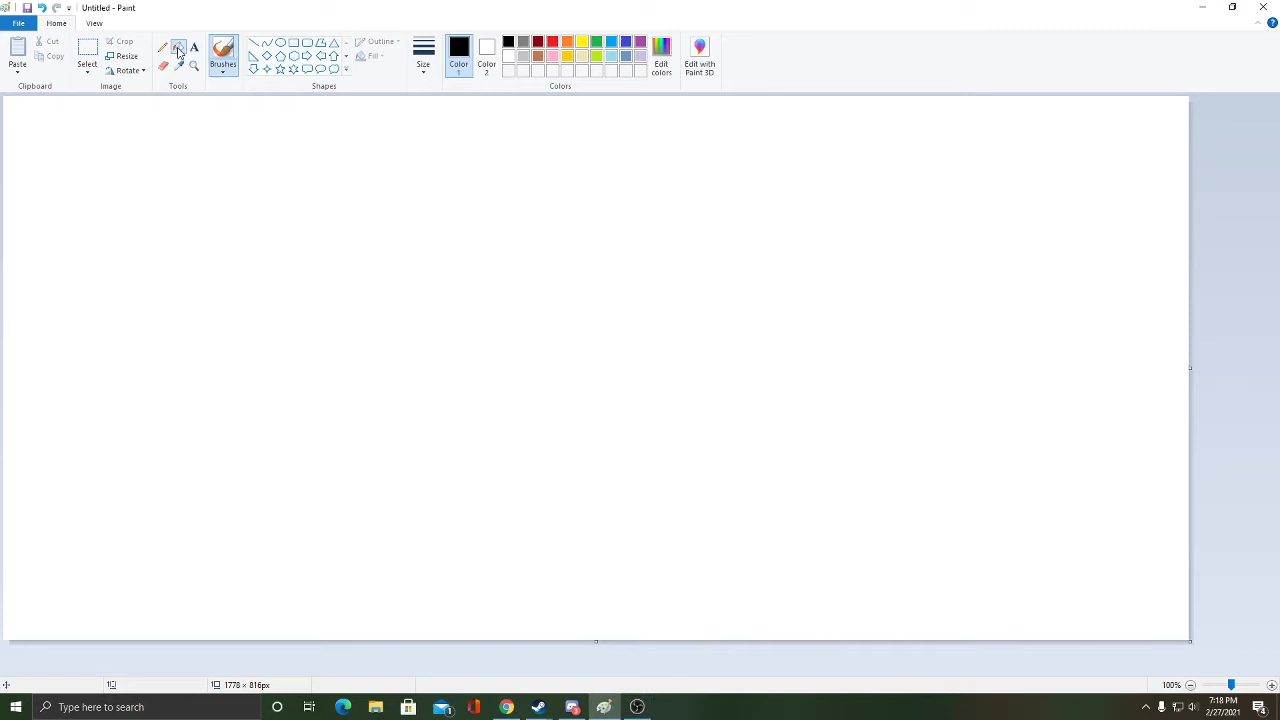 Untitled - Paint
File Home View
Paste
Cut
Copy
Clipboard
Select
Crop
Resize
Rotate
Image
A
Tools
Brushes
Outline
Fill
Shapes
Size
Color 1
Color 2
Edit colors
Edit with Paint 3D
Colors
1778 × 816px
100%
Type here to search
7:18 PM
2/27/2021